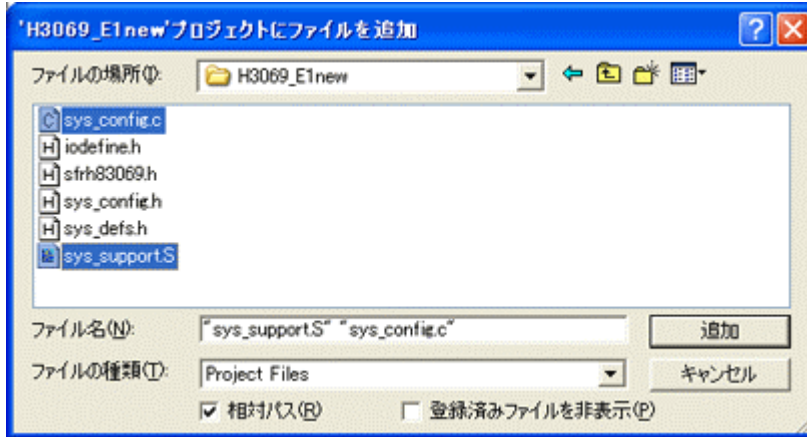 'H3069_E1new'プロジェクトにファイルを追加
ファイルの場所(I):
H3069_E1new
sys_config.c
iodefine.h
sfrh83069.h
sys_config.h
sys_defs.h
sys_support.S
ファイル名(N):
"sys_support.S" "sys_config.c"
追加
ファイルの種類(T):
Project Files
キャンセル
相対パス(R)
登録済みファイルを非表示(P)